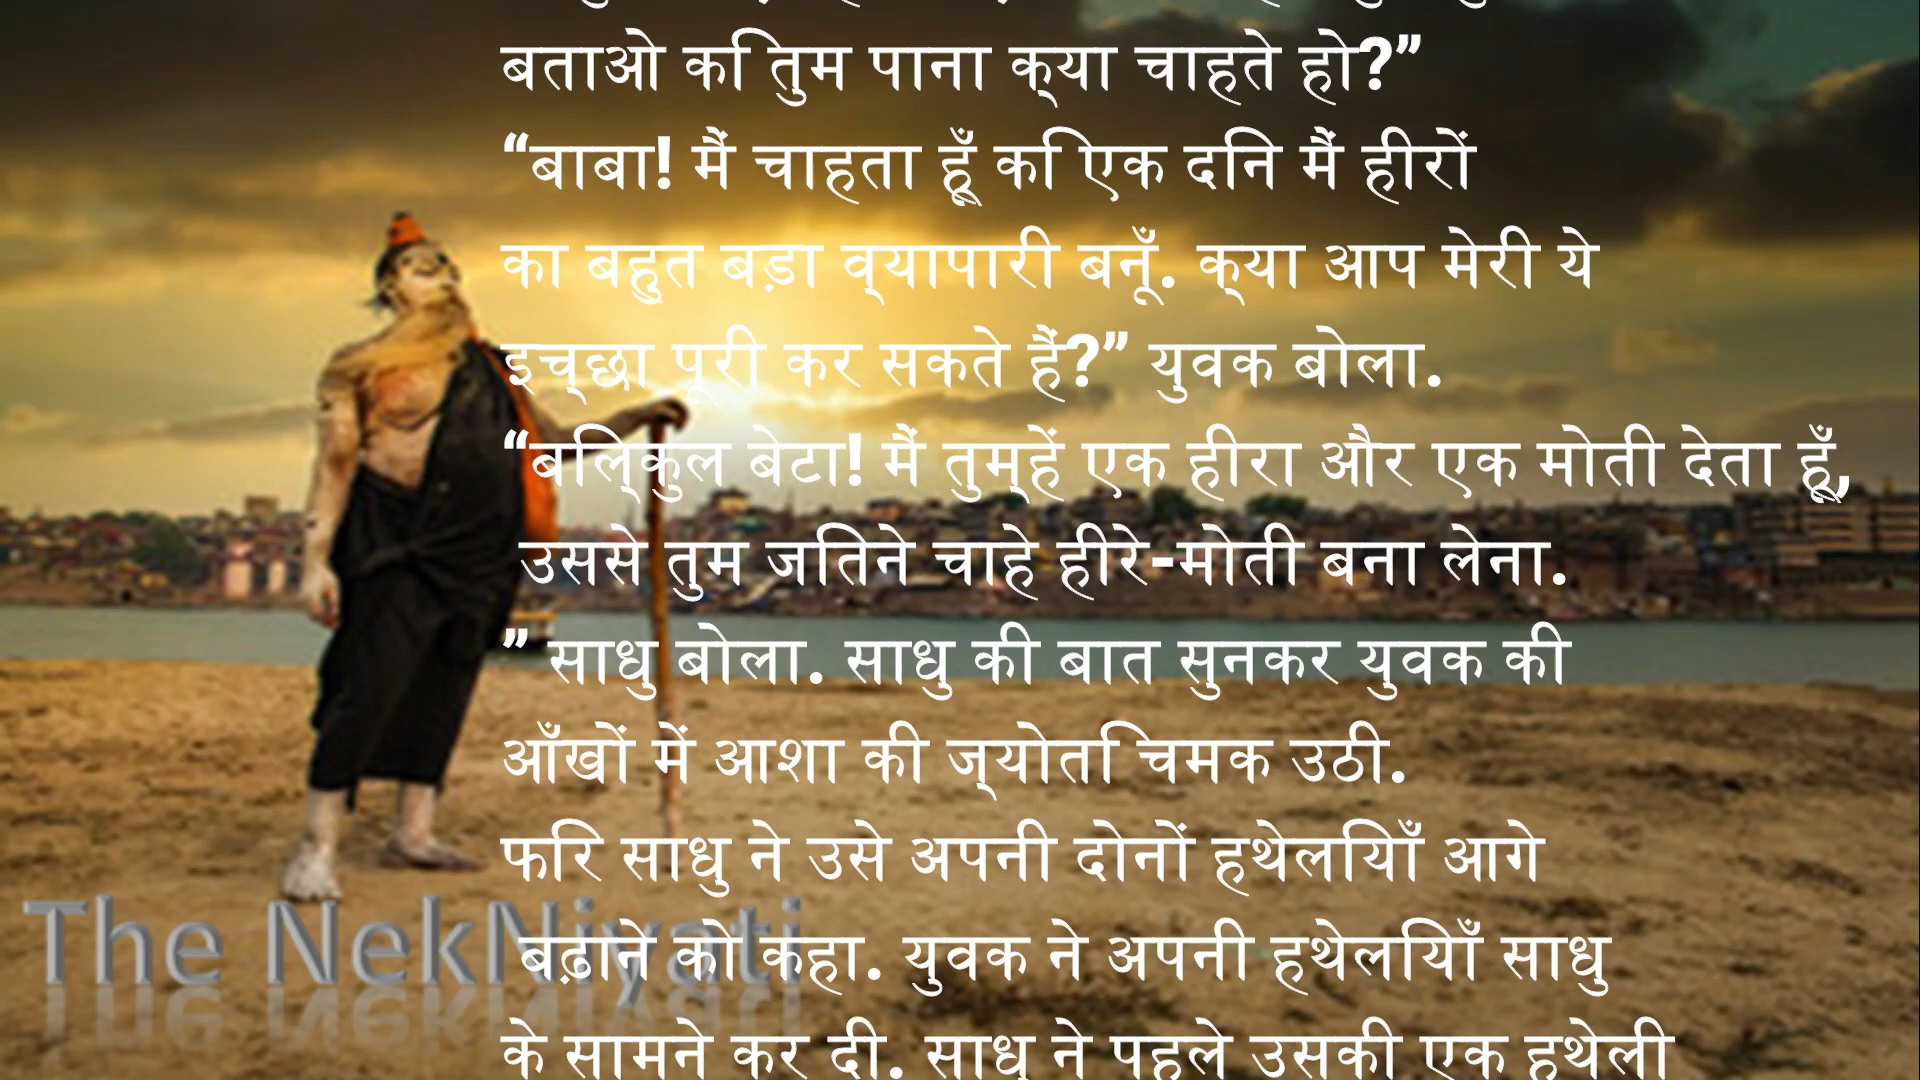 बताओ कि तुम पाना क्या चाहते हो?”
“बाबा! मैं चाहता हूँ कि एक दिन मैं हीरों
का बहुत बड़ा व्यापारी बनूँ. क्या आप मेरी ये
इच्छा पूरी कर सकते हैं?” युवक बोला.
“बिल्कुल बेटा! मैं तुम्हें एक हीरा और एक मोती देता हूँ,
उससे तुम जितने चाहे हीरे-मोती बना लेना.
” साधु बोला. साधु की बात सुनकर युवक की
आँखों में आशा की ज्योति चमक उठी.
फिर साधु ने उसे अपनी दोनों हथेलियाँ आगे
बढ़ाने को कहा. युवक ने अपनी हथेलियाँ साधु
के सामने कर दी. साधु ने पहले उसकी एक हथेली
The NekNiyati